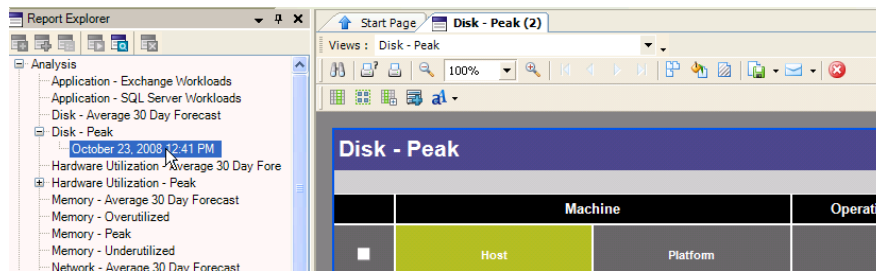 Report Explorer
Analysis
Application - Exchange Workloads
Application - SQL Server Workloads
Disk - Average 30 Day Forecast
Disk - Peak
October 23, 2008 12:41 PM
Hardware Utilization - Average 30 Day Fore
Hardware Utilization - Peak
Memory - Average 30 Day Forecast
Memory - Overutilized
Memory - Peak
Memory - Underutilized
Network - Average 30 Day Forecast
Start Page Disk - Peak (2)
Views : Disk - Peak
100%
Disk - Peak
Machine Operati
Host Platform